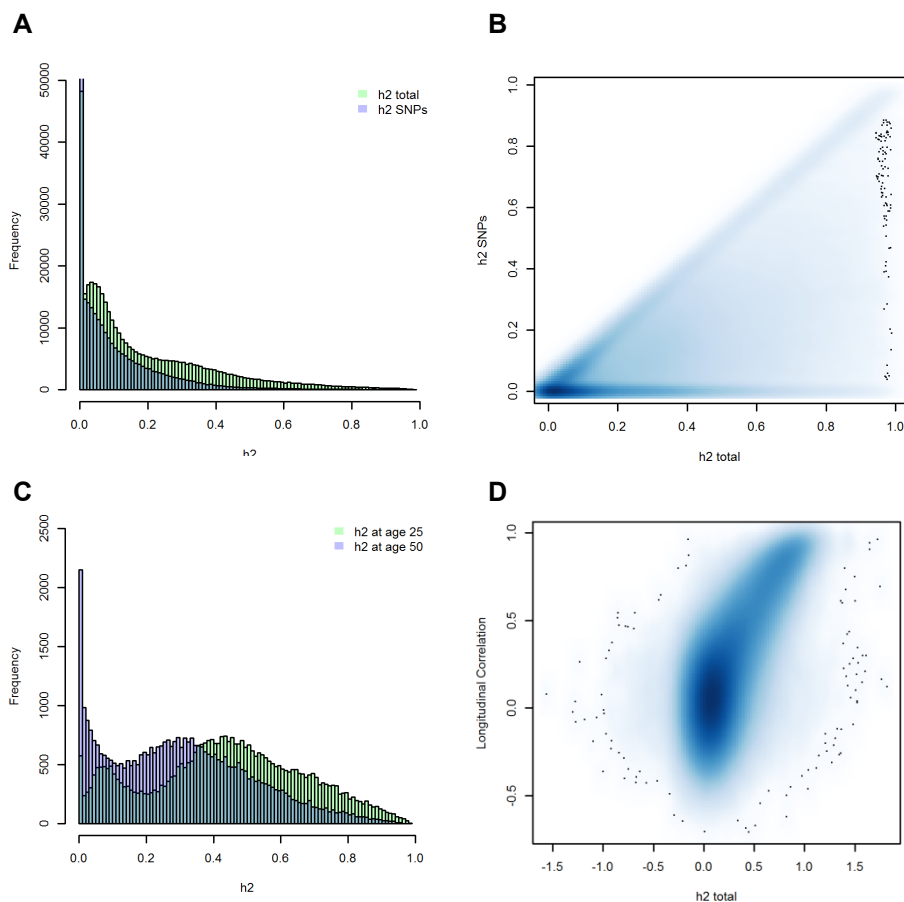 A
B
50000
40000
30000
20000
10000
0
Frequency
h2 total
h2 SNPs
0.0 0.2 0.4 0.6 0.8 1.0
h2
1.0
0.8
0.6
0.4
0.2
0.0
h2 SNPs
0.0 0.2 0.4 0.6 0.8 1.0
h2 total
C
D
2500
2000
1500
1000
500
0
Frequency
h2 at age 25
h2 at age 50
0.0 0.2 0.4 0.6 0.8 1.0
h2
1.0
0.5
0.0
-0.5
Longitudinal Correlation
-1.5 -1.0 -0.5 0.0 0.5 1.0 1.5
h2 total